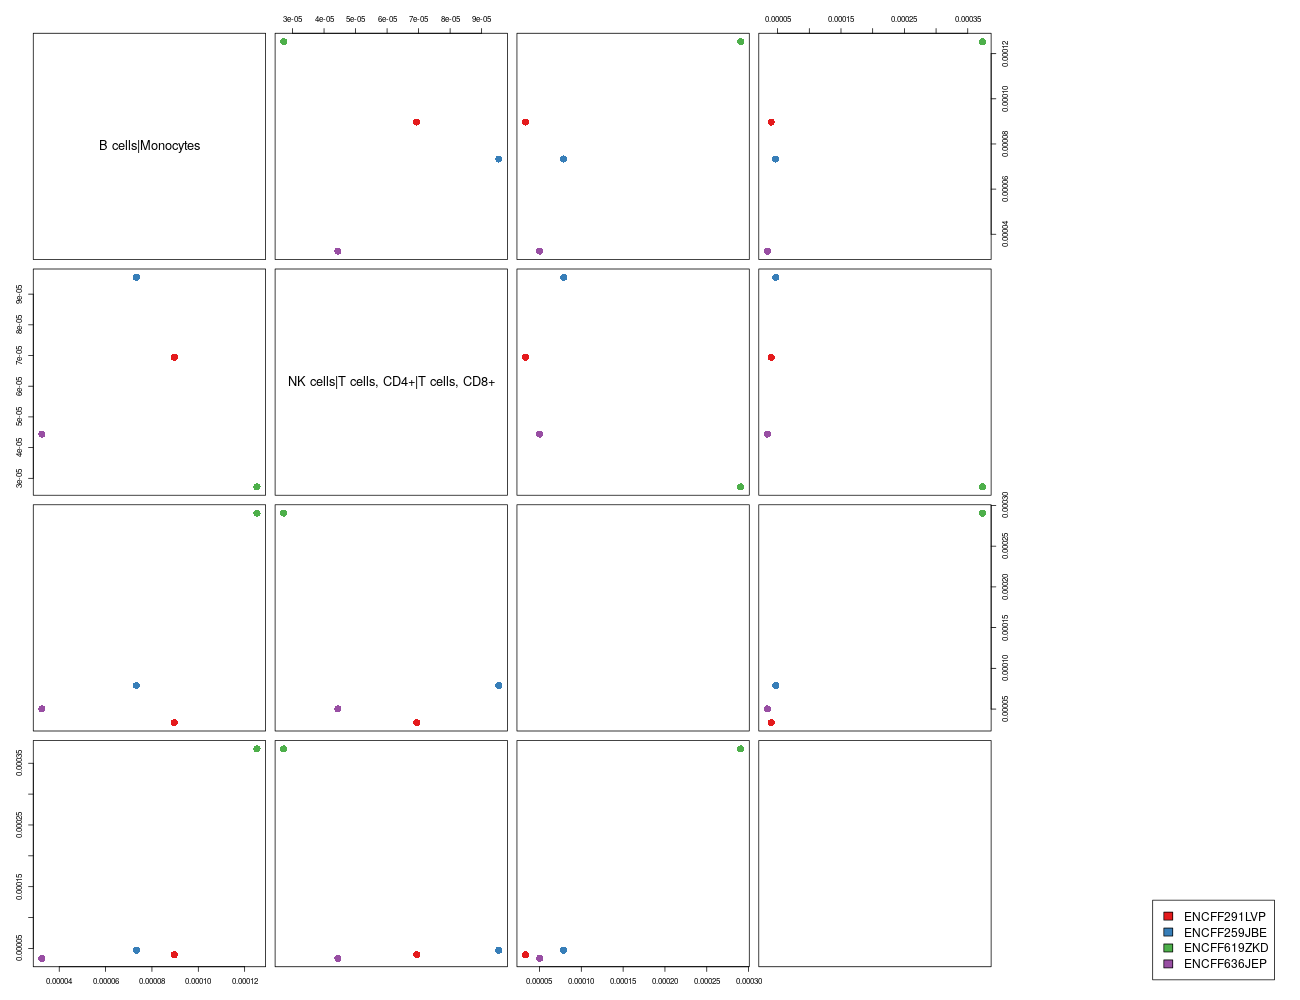 3e-05 4e-05 5e-05 6e-05 7e-05 8e-05 9e-05
0.00005 0.00015 0.00025 0.00035
B cells|Monocytes
0.00004 0.00006 0.00008 0.00010 0.00012
3e-05 4e-05 5e-05 6e-05 7e-05 8e-05 9e-05
NK cells|T cells, CD4+|T cells, CD8+
0.00005 0.00010 0.00015 0.00020 0.00025 0.00030
0.00005 0.00015 0.00025 0.00035
0.00004 0.00006 0.00008 0.00010 0.00012
0.00005 0.00010 0.00015 0.00020 0.00025 0.00030
ENCFF291LVP
ENCFF259JBE
ENCFF619ZKD
ENCFF636JEP